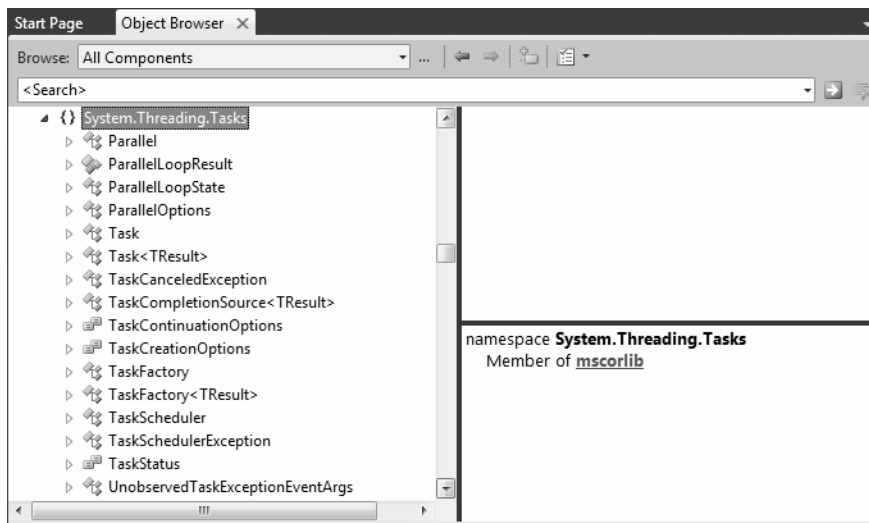 Start Page Object Browser
Browse: All Components ...
<Search>
{} System.Threading.Tasks
Parallel
ParallelLoopResult
ParallelLoopState
ParallelOptions
Task
Task<TResult>
TaskCanceledException
TaskCompletionSource<TResult>
TaskContinuationOptions
TaskCreationOptions
TaskFactory
TaskFactory<TResult>
TaskScheduler
TaskSchedulerException
TaskStatus
UnobservedTaskExceptionEventArgs
namespace System.Threading.Tasks
Member of mscorlib